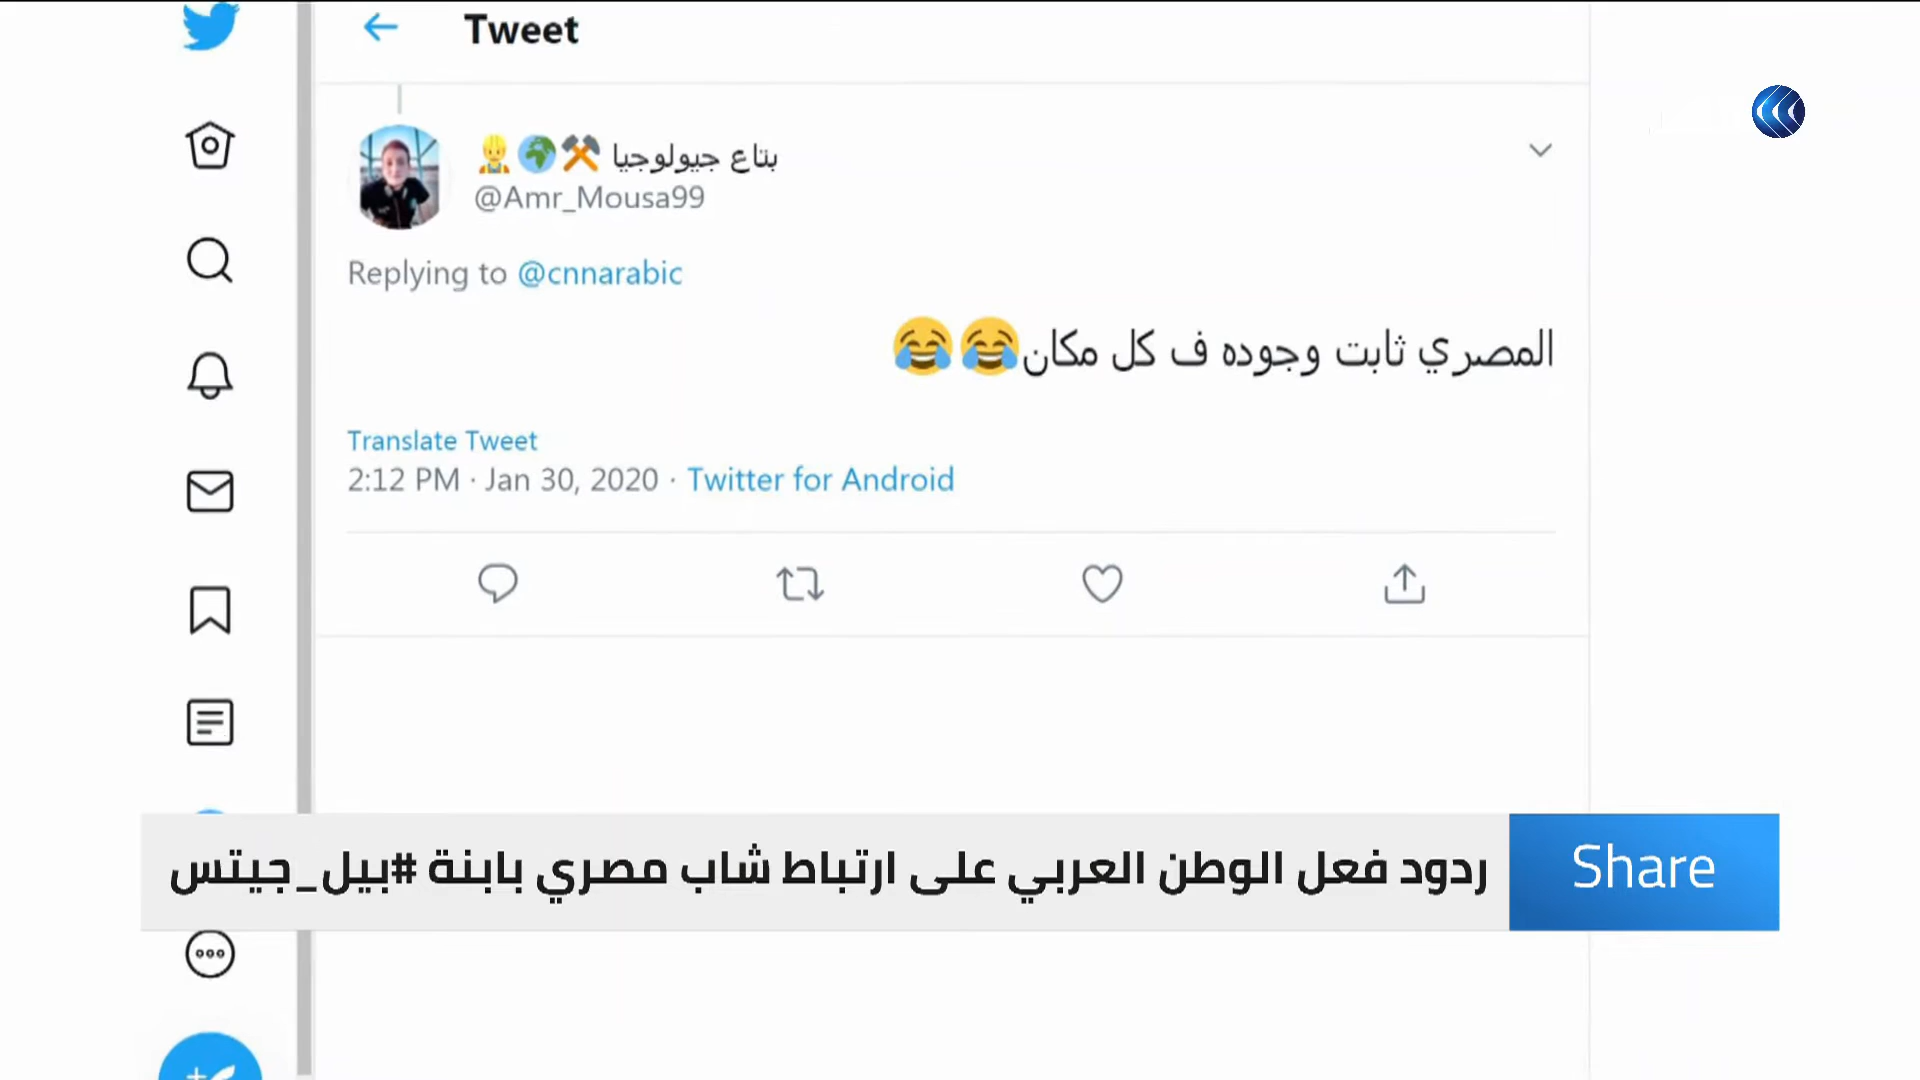 Tweet
بتاع جيولوجيا
@Amr_Mousa99
Replying to @cnnarabic
المصري ثابت وجوده ف كل مكان😂😂
Translate Tweet
2:12 PM · Jan 30, 2020 · Twitter for Android
ردود فعل الوطن العربي على ارتباط شاب مصري بابنة #بيل_جيتس
Share